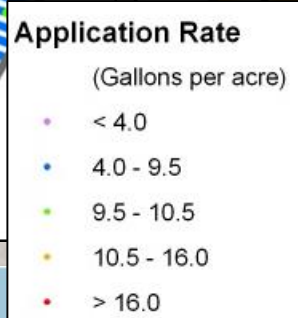 Application Rate
(Gallons per acre)
< 4.0
4.0 - 9.5
9.5 - 10.5
10.5 - 16.0
> 16.0